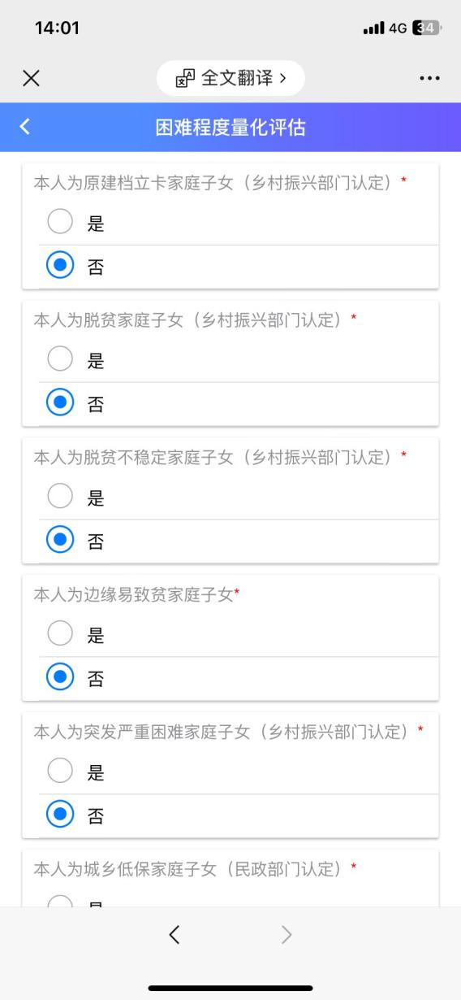 14:01
4G 34
全文翻译
困难程度量化评估
本人为原建档立卡家庭子女（乡村振兴部门认定）*
是
否
本人为脱贫家庭子女（乡村振兴部门认定）*
是
否
本人为脱贫不稳定家庭子女（乡村振兴部门认定）*
是
否
本人为边缘易致贫家庭子女*
是
否
本人为突发严重困难家庭子女（乡村振兴部门认定）*
是
否
本人为城乡低保家庭子女（民政部门认定）*